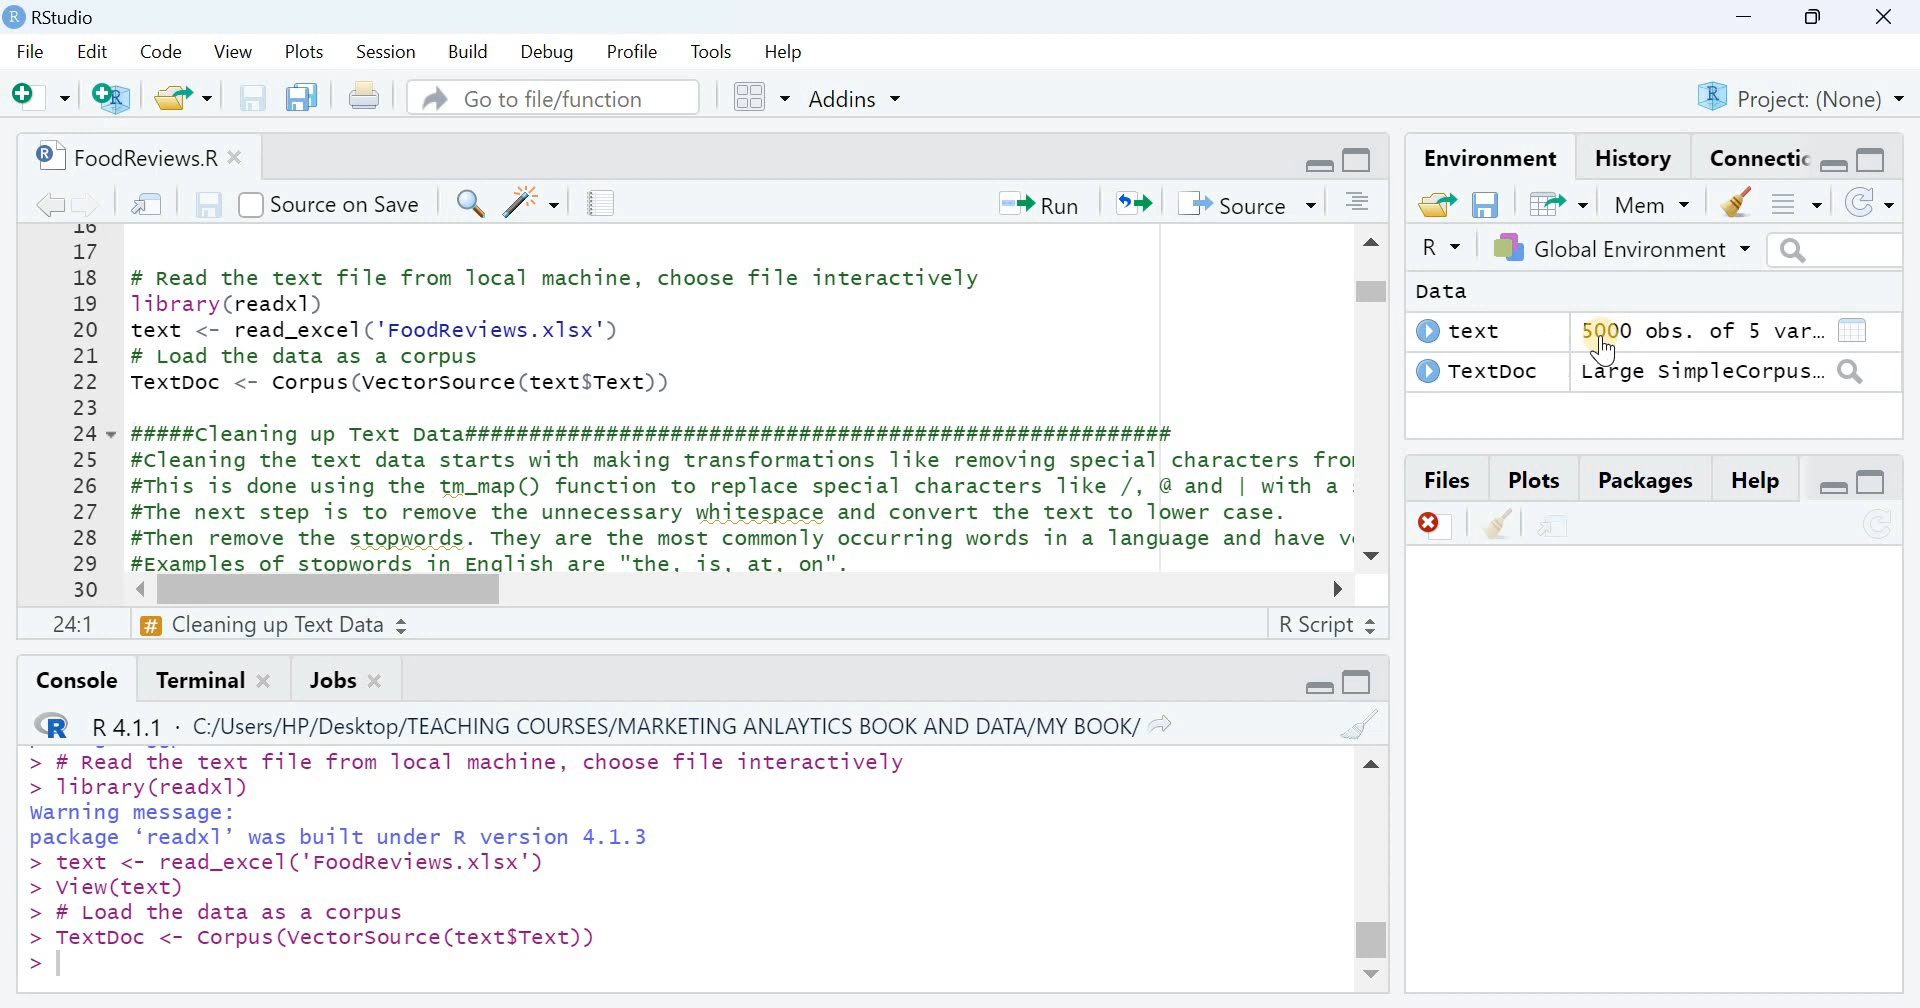 RStudio
File Edit Code View Plots Session Build Debug Profile Tools Help
Go to file/function Addins Project: (None)
FoodReviews.R
Source on Save Run Source
16
17
18 # Read the text file from local machine, choose file interactively
19 library(readxl)
20 text <- read_excel('FoodReviews.xlsx')
21 # Load the data as a corpus
22 TextDoc <- Corpus(VectorSource(text$Text))
23
24 #####Cleaning up Text Data#######################################################
25 #Cleaning the text data starts with making transformations like removing special characters fro
26 #This is done using the tm_map() function to replace special characters like /, @ and | with a
27 #The next step is to remove the unnecessary whitespace and convert the text to lower case.
28 #Then remove the stopwords. They are the most commonly occurring words in a language and have v
29 #Examples of stopwords in English are "the, is, at, on".
30
24:1 # Cleaning up Text Data R Script
Console Terminal Jobs
R 4.1.1 · C:/Users/HP/Desktop/TEACHING COURSES/MARKETING ANLAYTICS BOOK AND DATA/MY BOOK/
> # Read the text file from local machine, choose file interactively
> library(readxl)
Warning message:
package ‘readxl’ was built under R version 4.1.3
> text <- read_excel('FoodReviews.xlsx')
> View(text)
> # Load the data as a corpus
> TextDoc <- Corpus(VectorSource(text$Text))
>
Environment History Connectio
Mem
R Global Environment
Data
text 5000 obs. of 5 var…
TextDoc Large SimpleCorpus…
Files Plots Packages Help